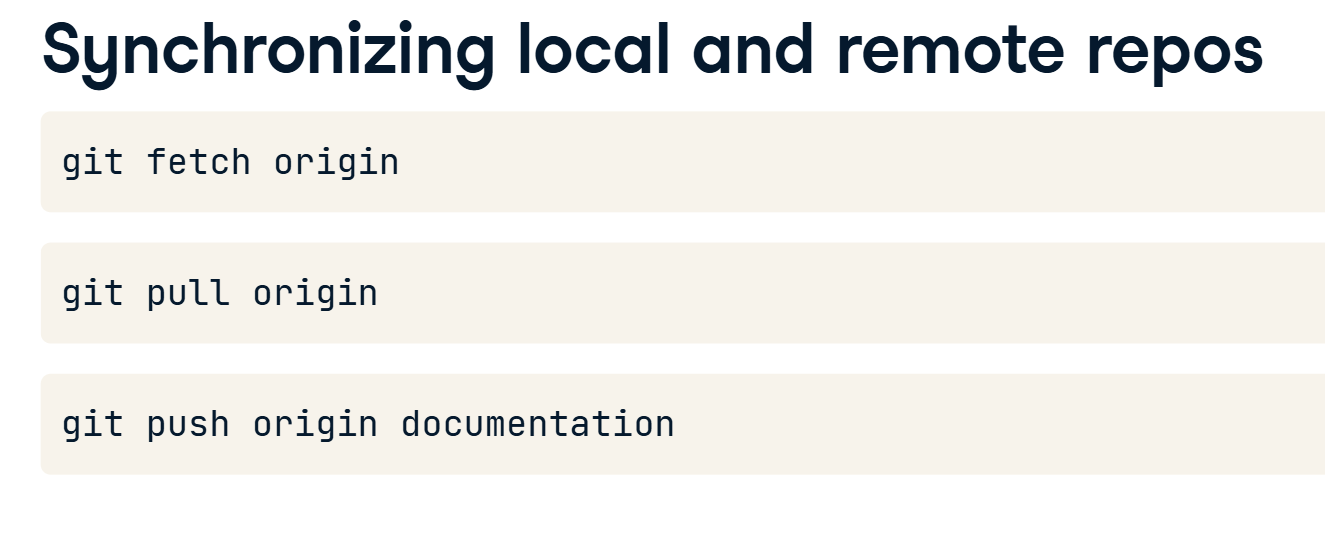 Synchronizing local and remote repos
git fetch origin
git pull origin
git push origin documentation